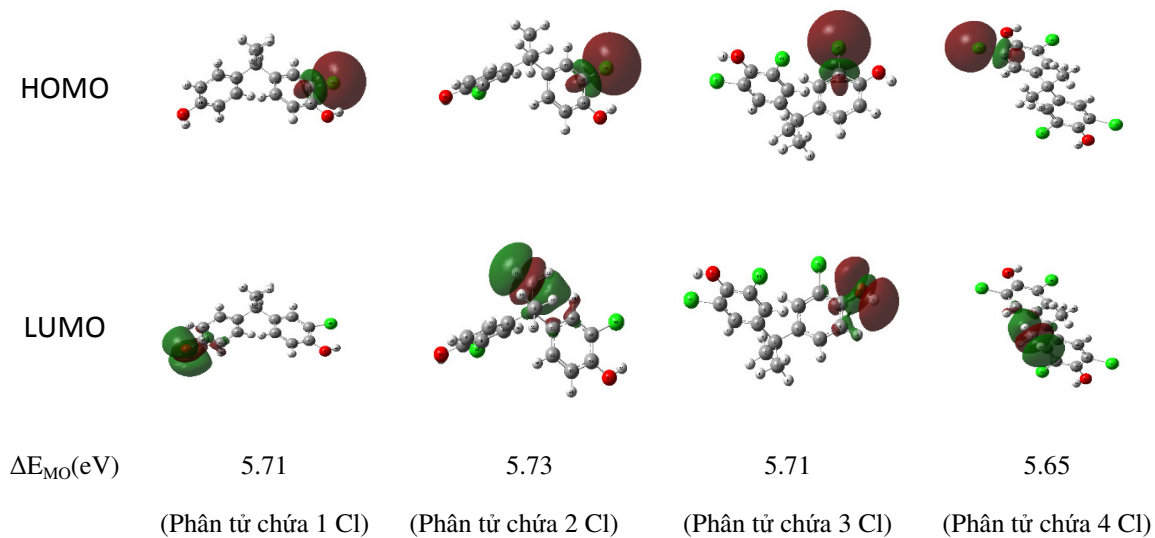 HOMO
LUMO
ΔE_MO(eV) 5.71 5.73 5.71 5.65
(Phân tử chứa 1 Cl) (Phân tử chứa 2 Cl) (Phân tử chứa 3 Cl) (Phân tử chứa 4 Cl)